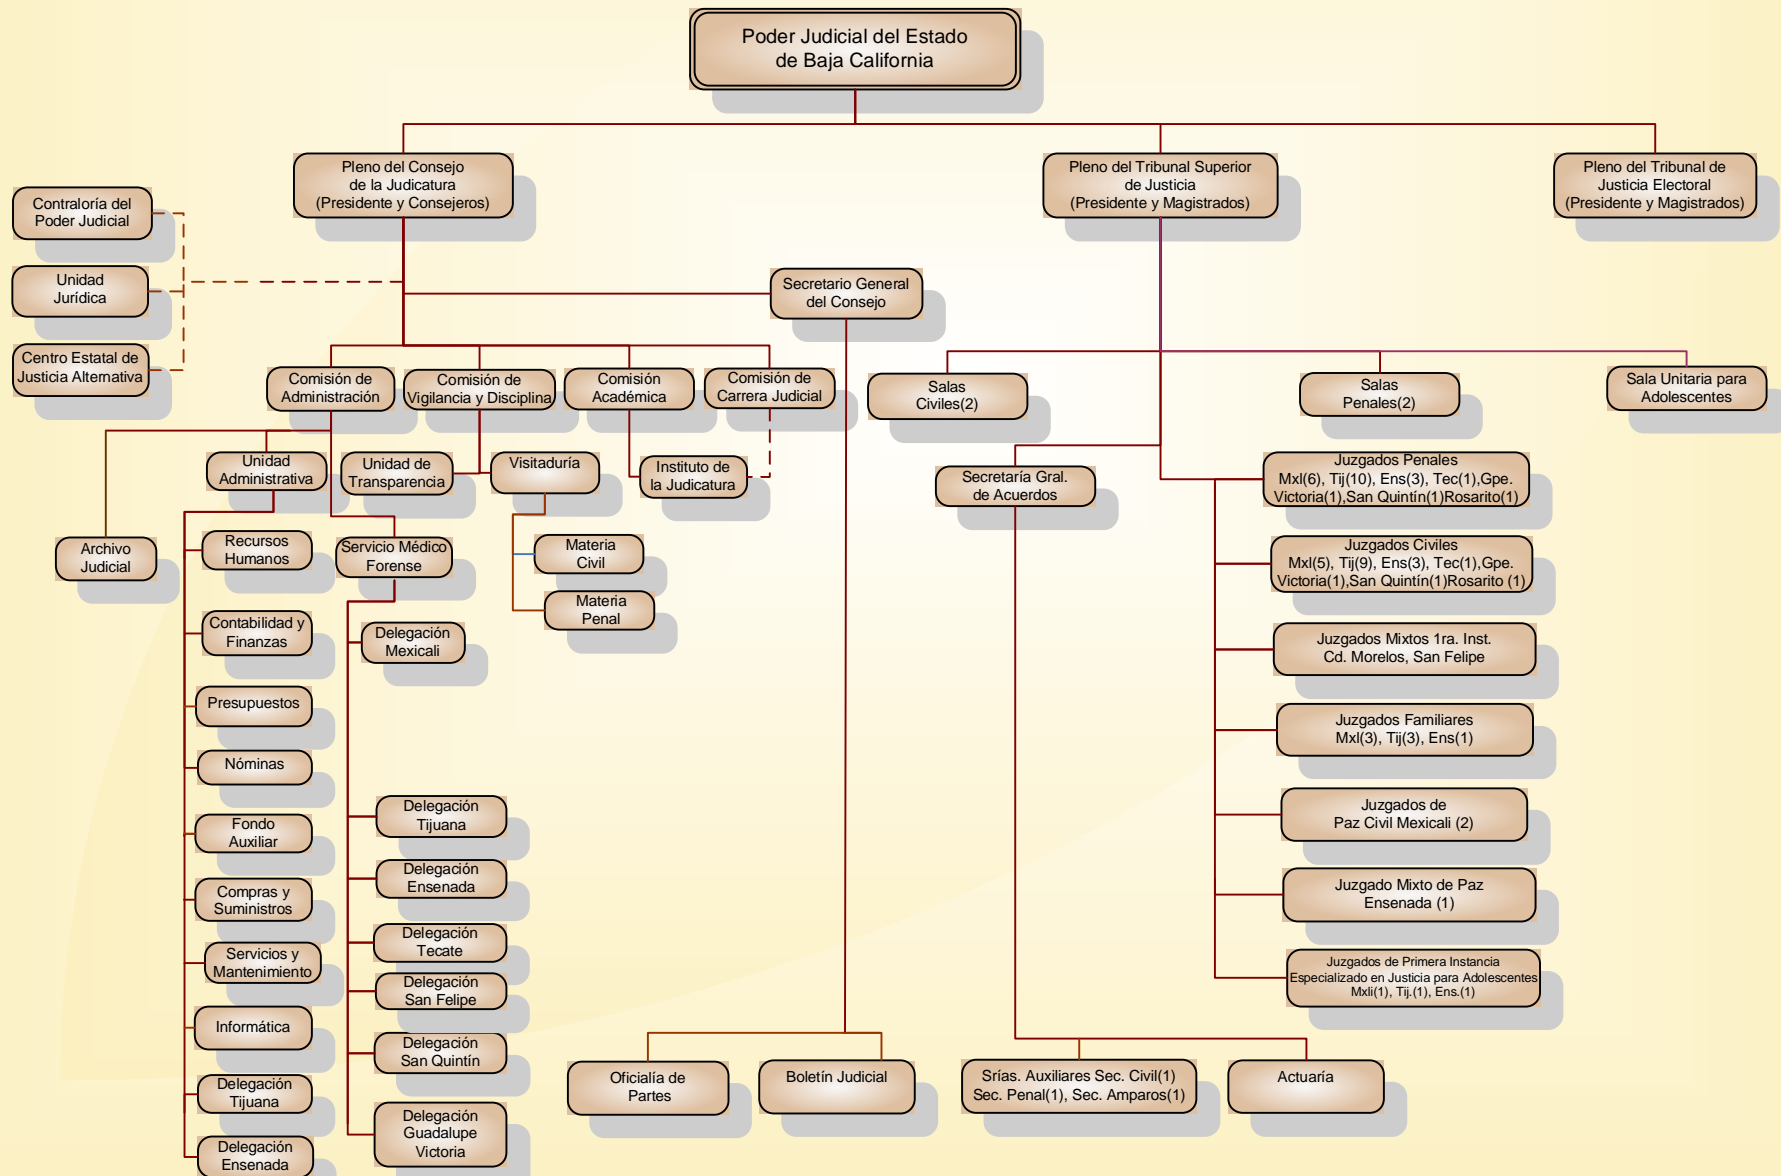 Poder Judicial del Estado
de Baja California
Pleno del Consejo
de la Judicatura
(Presidente y Consejeros)
Pleno del Tribunal Superior
de Justicia
(Presidente y Magistrados)
Pleno del Tribunal de
Justicia Electoral
(Presidente y Magistrados)
Contraloría del
Poder Judicial
Unidad
Jurídica
Centro Estatal de
Justicia Alternativa
Secretario General
del Consejo
Comisión de
Administración
Comisión de
Vigilancia y Disciplina
Comisión
Académica
Comisión de
Carrera Judicial
Salas
Civiles(2)
Salas
Penales(2)
Sala Unitaria para
Adolescentes
Unidad
Administrativa
Unidad de
Transparencia
Visitaduría
Instituto de
la Judicatura
Secretaría Gral.
de Acuerdos
Archivo
Judicial
Recursos
Humanos
Contabilidad y
Finanzas
Presupuestos
Nóminas
Fondo
Auxiliar
Compras y
Suministros
Servicios y
Mantenimiento
Informática
Delegación
Tijuana
Delegación
Ensenada
Servicio Médico
Forense
Delegación
Mexicali
Delegación
Tijuana
Delegación
Ensenada
Delegación
Tecate
Delegación
San Felipe
Delegación
San Quintín
Delegación
Guadalupe
Victoria
Materia
Civil
Materia
Penal
Oficialía de
Partes
Boletín Judicial
Srías. Auxiliares Sec. Civil(1)
Sec. Penal(1), Sec. Amparos(1)
Actuaría
Juzgados Penales
Mxl(6), Tij(10), Ens(3), Tec(1),Gpe.
Victoria(1),San Quintín(1)Rosarito(1)
Juzgados Civiles
Mxl(5), Tij(9), Ens(3), Tec(1),Gpe.
Victoria(1),San Quintín(1)Rosarito (1)
Juzgados Mixtos 1ra. Inst.
Cd. Morelos, San Felipe
Juzgados Familiares
Mxl(3), Tij(3), Ens(1)
Juzgados de
Paz Civil Mexicali (2)
Juzgado Mixto de Paz
Ensenada (1)
Juzgados de Primera Instancia
Especializado en Justicia para Adolescentes
Mxli(1), Tij.(1), Ens.(1)